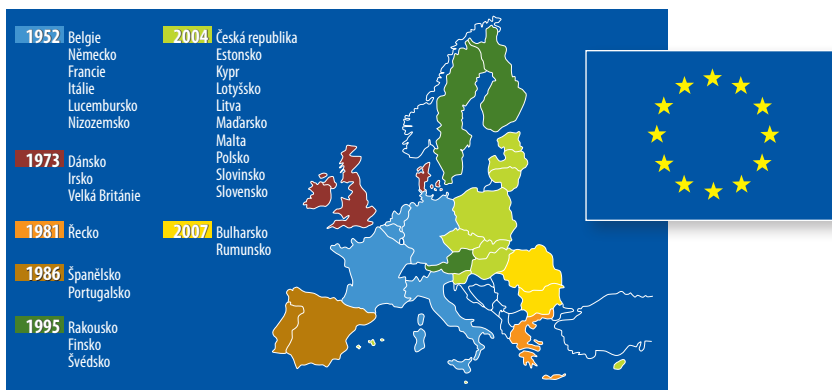 1952 Belgie
Německo
Francie
Itálie
Lucembursko
Nizozemsko
1973 Dánsko
Irsko
Velká Británie
1981 Řecko
1986 Španělsko
Portugalsko
1995 Rakousko
Finsko
Švédsko
2004 Česká republika
Estonsko
Kypr
Lotyšsko
Litva
Maďarsko
Malta
Polsko
Slovinsko
Slovensko
2007 Bulharsko
Rumunsko